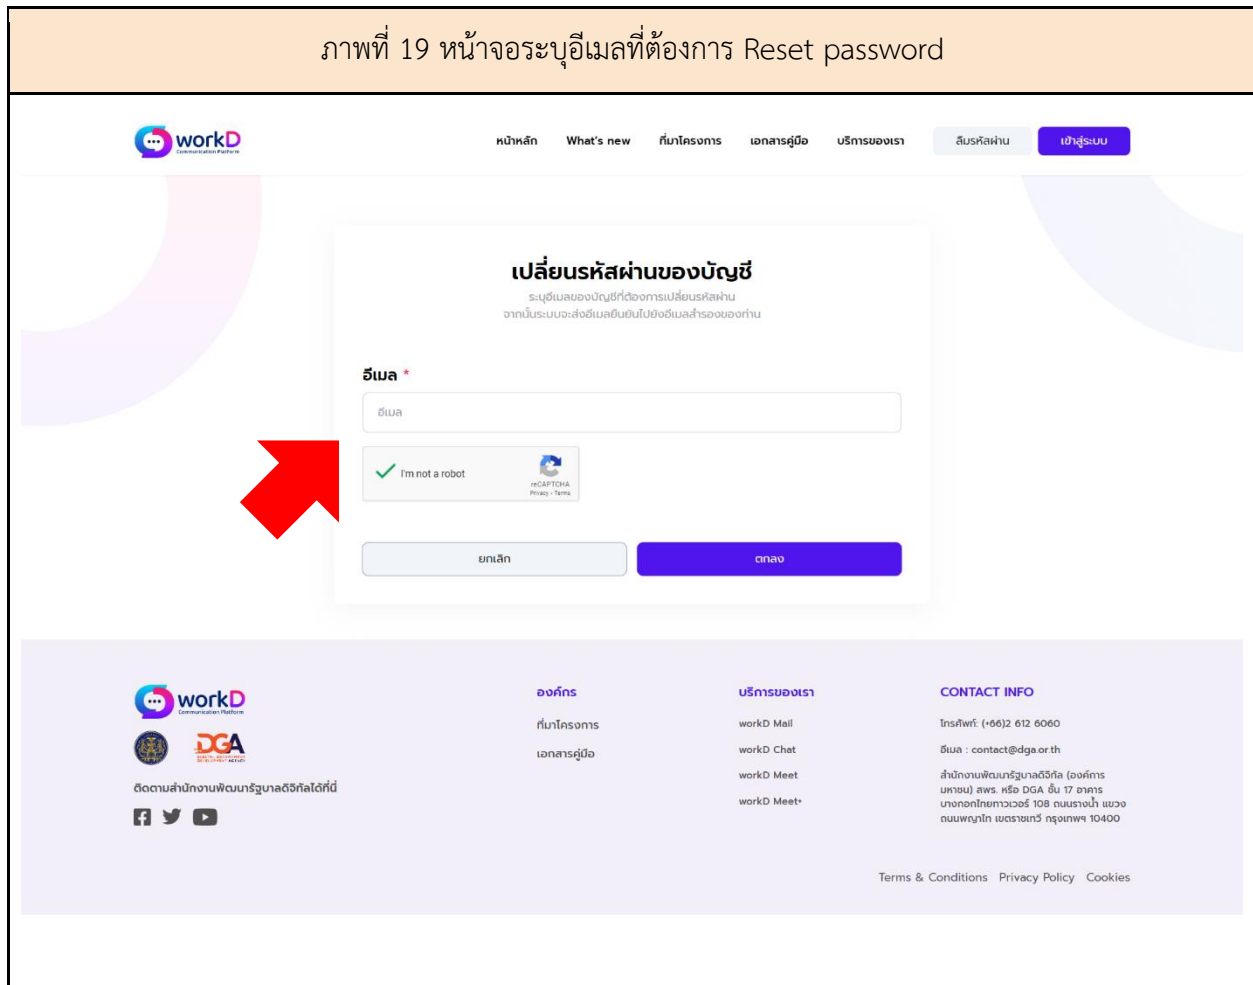 ภาพที่ 19 หน้าจอระบุอีเมลที่ต้องการ Reset password
workD
Communication Platform
หน้าหลัก What's new ที่มาโครงการ เอกสารคู่มือ บริการของเรา ลืมรหัสผ่าน เข้าสู่ระบบ
เปลี่ยนรหัสผ่านของบัญชี
ระบุอีเมลของบัญชีที่ต้องการเปลี่ยนรหัสผ่าน
จากนั้นระบบจะส่งอีเมลยืนยันไปยังอีเมลสำรองของท่าน
อีเมล *
อีเมล
I'm not a robot
reCAPTCHA
Privacy - Terms
ยกเลิก ตกลง
workD
Communication Platform
DGA
ติดตามสำนักงานพัฒนารัฐบาลดิจิทัลได้ที่นี่
องค์กร
ที่มาโครงการ
เอกสารคู่มือ
บริการของเรา
workD Mail
workD Chat
workD Meet
workD Meet+
CONTACT INFO
โทรศัพท์: (+66)2 612 6060
อีเมล : contact@dga.or.th
สำนักงานพัฒนารัฐบาลดิจิทัล (องค์การ
มหาชน) สพร. หรือ DGA ชั้น 17 อาคาร
บางกอกไทยทาวเวอร์ 108 ถนนรางน้ำ แขวง
ถนนพญาไท เขตราชเทวี กรุงเทพฯ 10400
Terms & Conditions Privacy Policy Cookies